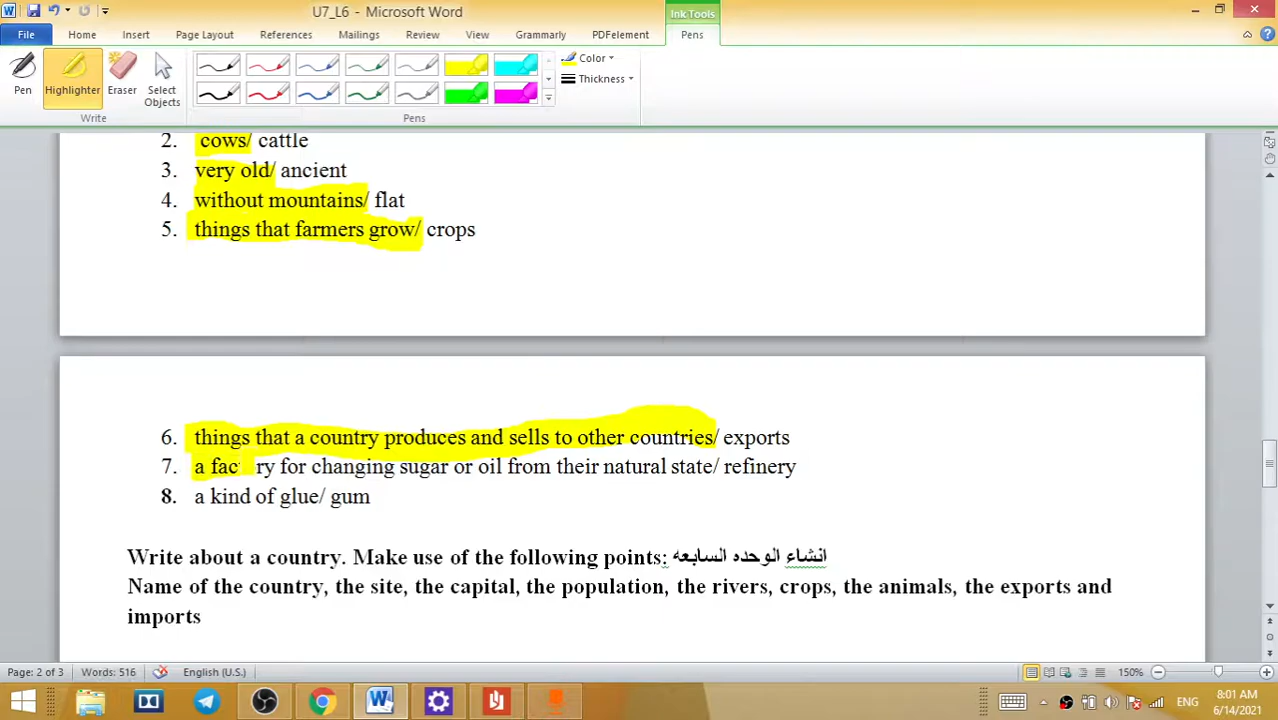 U7_L6 - Microsoft Word
Ink Tools
File Home Insert Page Layout References Mailings Review View Grammarly PDFelement Pens
Pen Highlighter Eraser Select Objects
Color
Thickness
Write Pens
2. cows/ cattle
3. very old/ ancient
4. without mountains/ flat
5. things that farmers grow/ crops
6. things that a country produces and sells to other countries/ exports
7. a fac ry for changing sugar or oil from their natural state/ refinery
8. a kind of glue/ gum
Write about a country. Make use of the following points: انشاء الوحده السابعه
Name of the country, the site, the capital, the population, the rivers, crops, the animals, the exports and
imports
Page: 2 of 3 Words: 516 English (U.S.) 150%
ENG 8:01 AM
6/14/2021